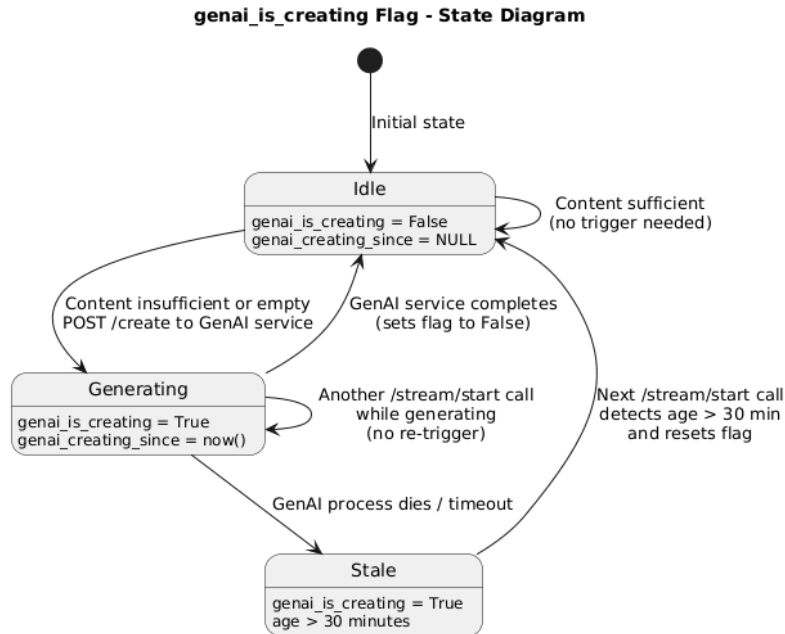 genai_is_creating Flag - State Diagram
Initial state
Idle
genai_is_creating = False
genai_creating_since = NULL
Content sufficient
(no trigger needed)
Content insufficient or empty
POST /create to GenAI service
GenAI service completes
(sets flag to False)
Generating
genai_is_creating = True
genai_creating_since = now()
Another /stream/start call
while generating
(no re-trigger)
Next /stream/start call
detects age > 30 min
and resets flag
GenAI process dies / timeout
Stale
genai_is_creating = True
age > 30 minutes